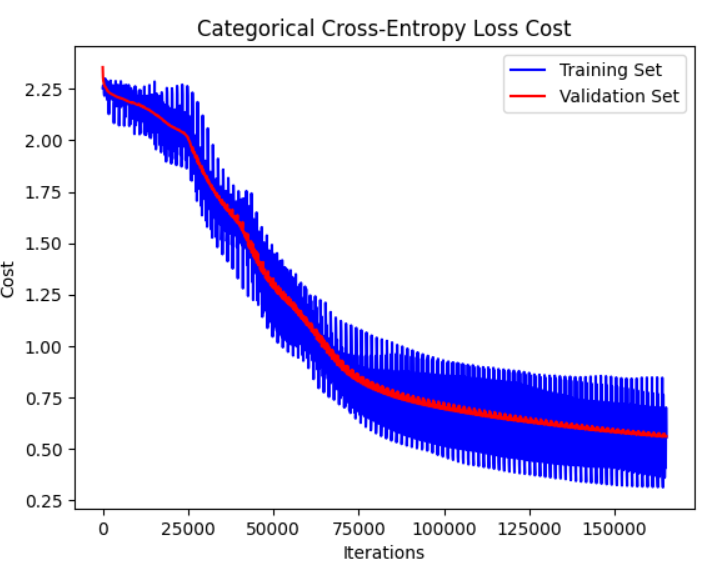 Categorical Cross-Entropy Loss Cost
Training Set
Validation Set
2.25
2.00
1.75
1.50
1.25
1.00
0.75
0.50
0.25
Cost
0 25000 50000 75000 100000 125000 150000
Iterations